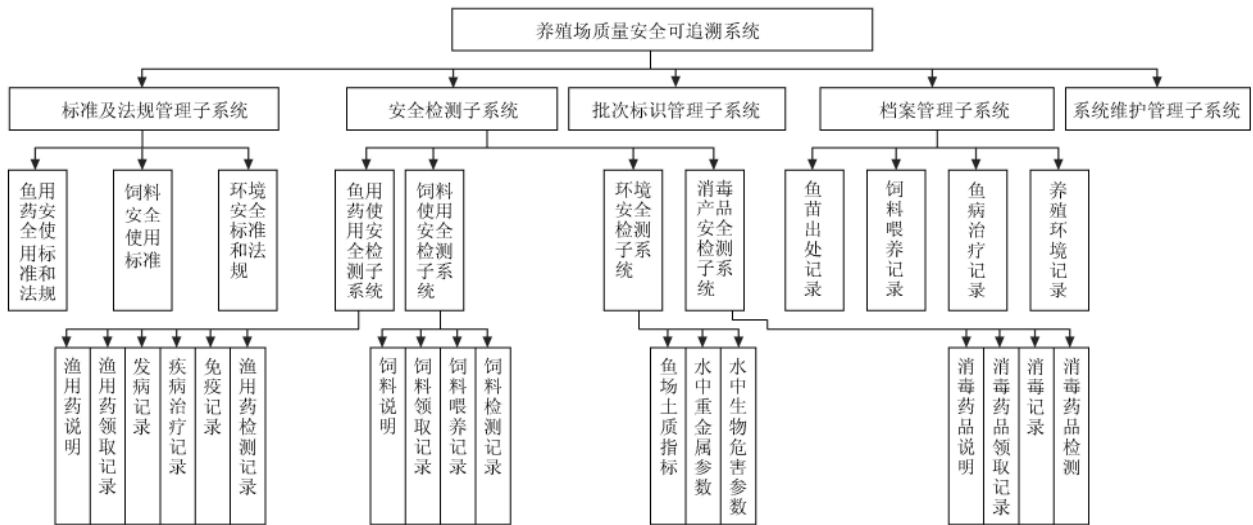 养殖场质量安全可追溯系统
标准及法规管理子系统
安全检测子系统
批次标识管理子系统
档案管理子系统
系统维护管理子系统
鱼用药安全使用标准和法规
饲料安全使用标准
环境安全标准和法规
鱼用药使用安全检测子系统
饲料使用安全检测子系统
环境安全检测子系统
消毒产品安全检测子系统
鱼苗出处记录
饲料喂养记录
鱼病治疗记录
养殖环境记录
渔用药说明
渔用药领取记录
发病记录
疾病治疗记录
免疫记录
渔用药检测记录
饲料说明
饲料领取记录
饲料喂养记录
饲料检测记录
鱼场土质指标
水中重金属参数
水中生物危害参数
消毒药品说明
消毒药品领取记录
消毒记录
消毒药品检测